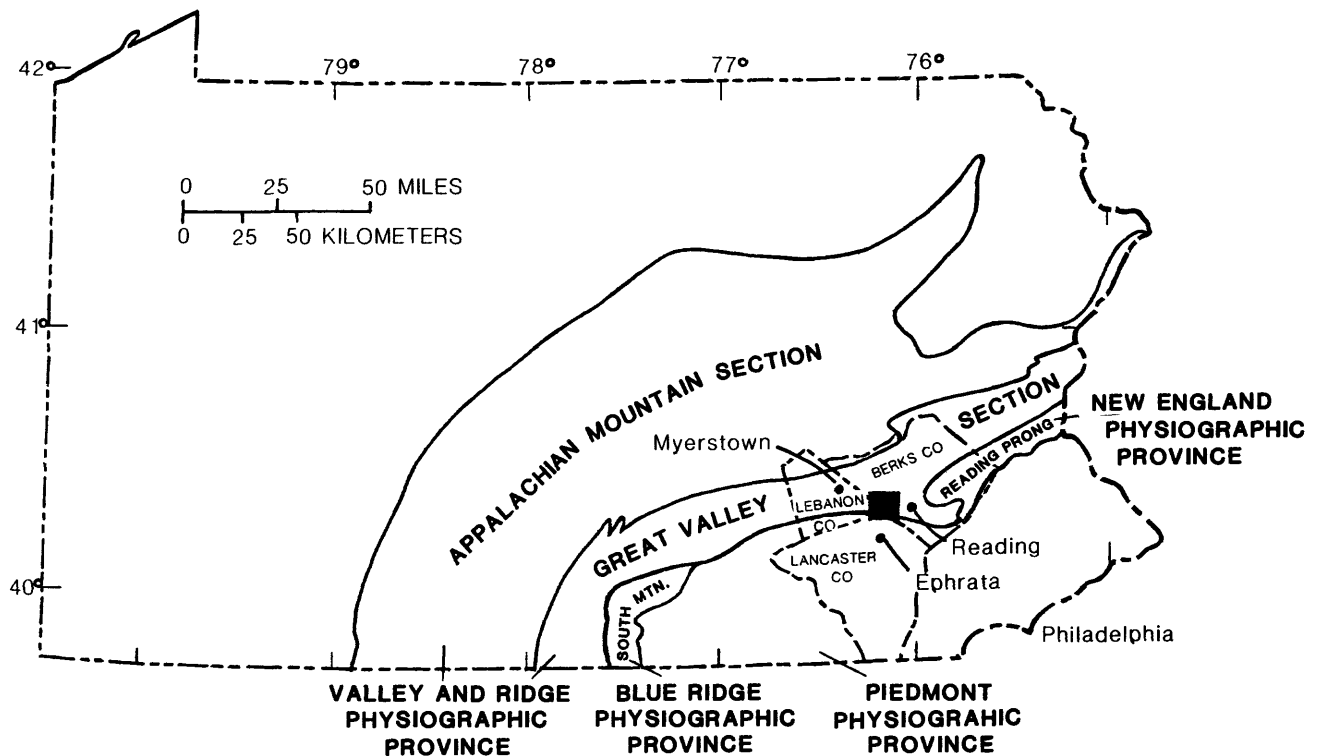 79° 78° 77° 76°
42°
0 25 50 MILES
0 25 50 KILOMETERS
41°
APPALACHIAN MOUNTAIN SECTION
SECTION
NEW ENGLAND
PHYSIOGRAPHIC
PROVINCE
READING PRONG
Myerstown
BERKS CO
GREAT VALLEY
LEBANON
CO
Reading
LANCASTER
CO
Ephrata
40°
SOUTH
MTN.
Philadelphia
VALLEY AND RIDGE
PHYSIOGRAPHIC
PROVINCE
BLUE RIDGE
PHYSIOGRAPHIC
PROVINCE
PIEDMONT
PHYSIOGRAHIC
PROVINCE